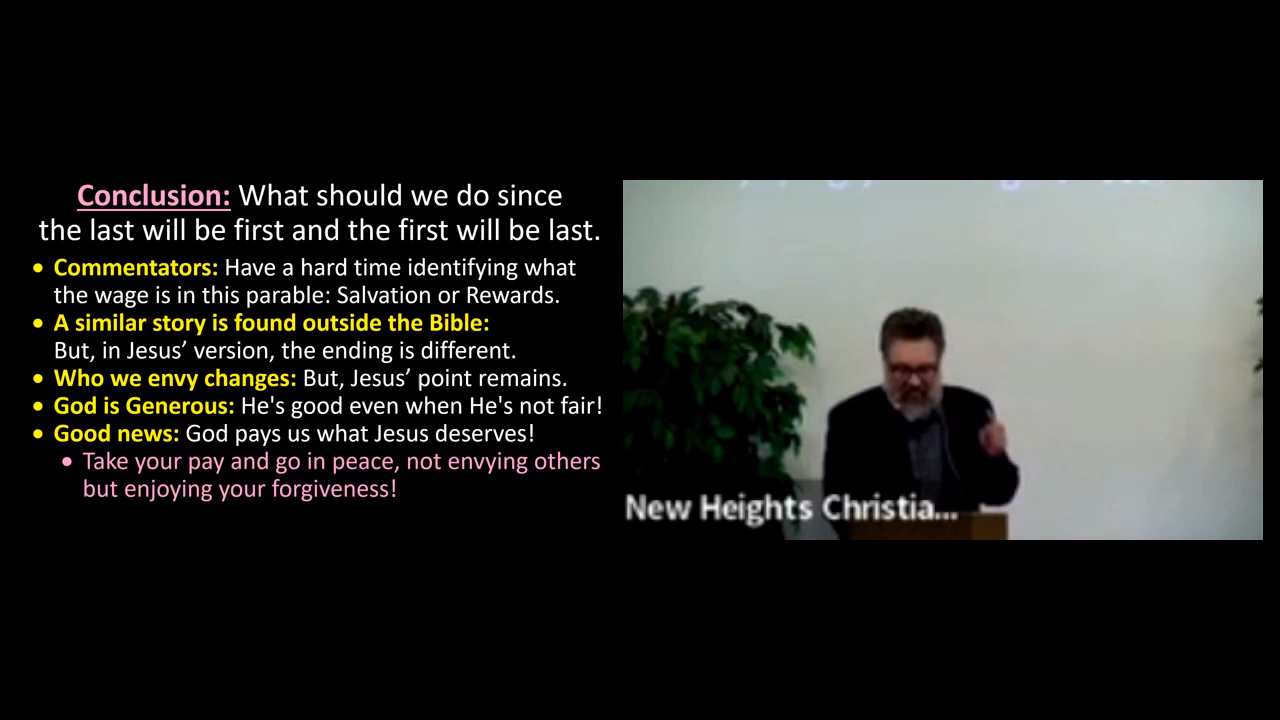 Conclusion: What should we do since
the last will be first and the first will be last.
• Commentators: Have a hard time identifying what
the wage is in this parable: Salvation or Rewards.
• A similar story is found outside the Bible:
But, in Jesus’ version, the ending is different.
• Who we envy changes: But, Jesus’ point remains.
• God is Generous: He's good even when He's not fair!
• Good news: God pays us what Jesus deserves!
• Take your pay and go in peace, not envying others
but enjoying your forgiveness!
New Heights Christia...